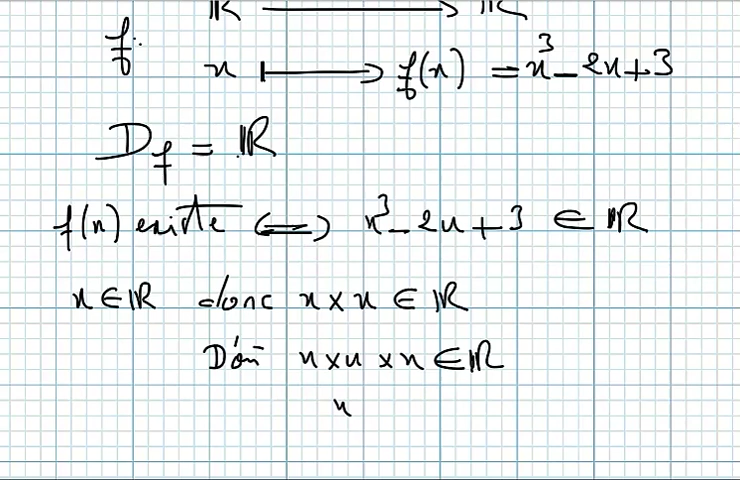 ℝ ⟶ ℝ
f:
x ⟼ f(x) = x³ - 2x + 3
D_f = ℝ
f(x) existe ⟺ x³ - 2x + 3 ∈ ℝ
x ∈ ℝ donc x × x ∈ ℝ
D'où x × x × x ∈ ℝ
x